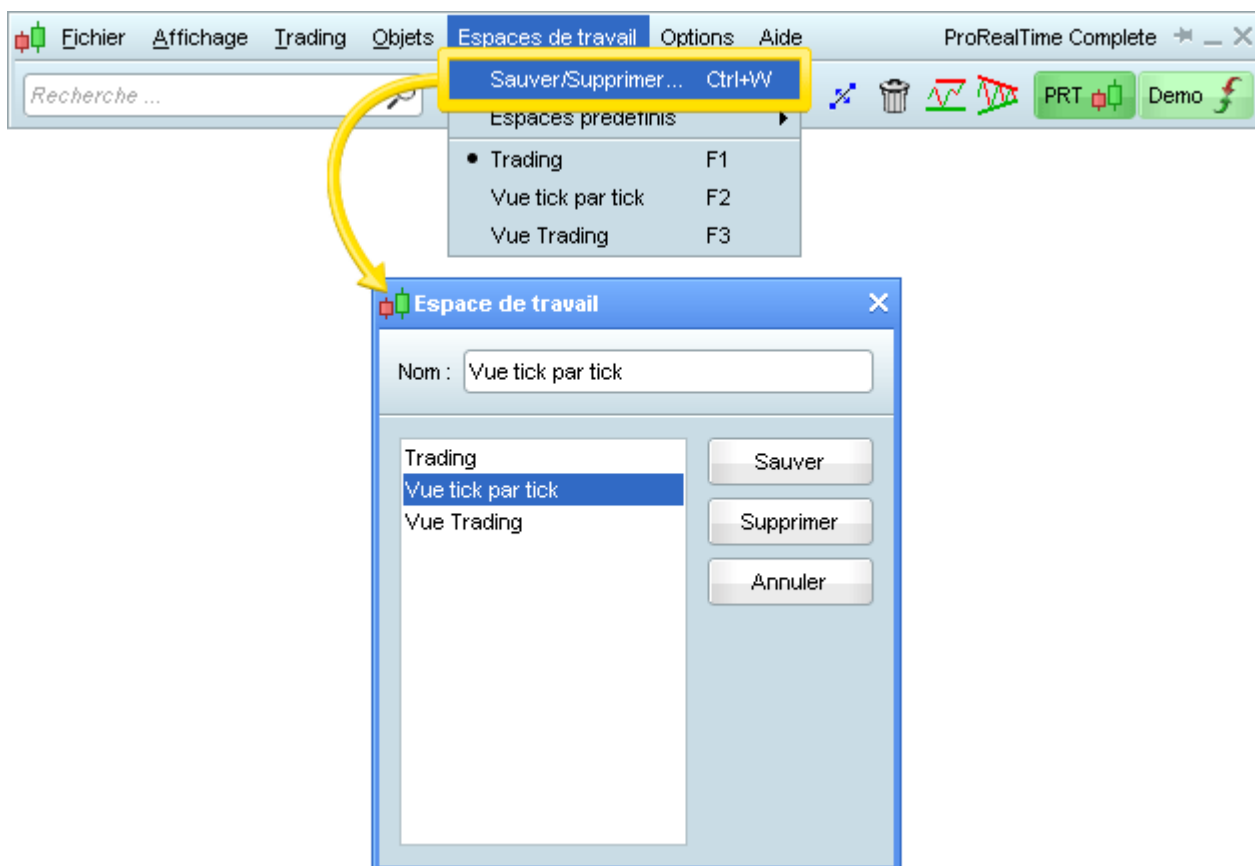 Fichier Affichage Trading Objets Espaces de travail Options Aide ProRealTime Complete
Recherche ...
Sauver/Supprimer... Ctrl+W
PRT Demo
Espaces prédéfinis
Trading F1
Vue tick par tick F2
Vue Trading F3
Espace de travail
Nom : Vue tick par tick
Trading
Vue tick par tick
Vue Trading
Sauver
Supprimer
Annuler